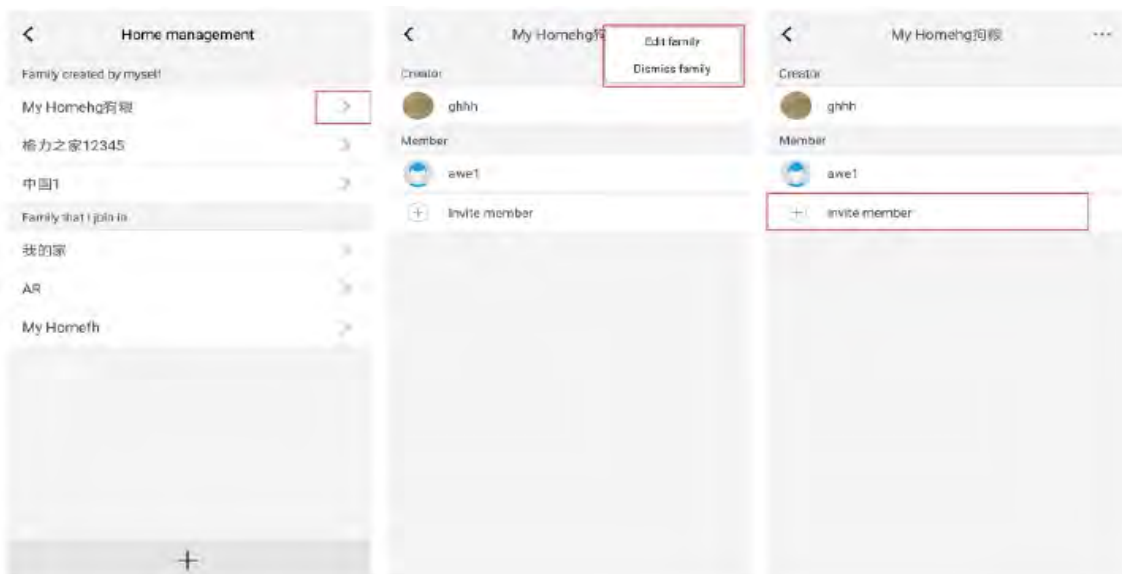 Home management
Family created by myself
My Homehg狗粮
格力之家12345
中国1
Family that I join in
我的家
AR
My Homefh
My Homehg狗
Edit family
Dismiss family
Creator
ghhh
Member
awe1
Invite member
My Homehg狗粮
Creator
ghhh
Member
awe1
Invite member